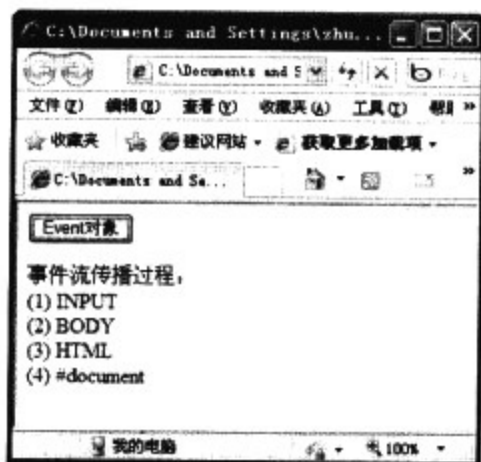 C:\Documents and Settings\zhu...
C:\Documents and S
文件(F) 编辑(E) 查看(V) 收藏夹(A) 工具(T) »
收藏夹 建议网站 获取更多加载项
C:\Documents and Se... »
Event对象
事件流传播过程：
(1) INPUT
(2) BODY
(3) HTML
(4) #document
我的电脑 100%